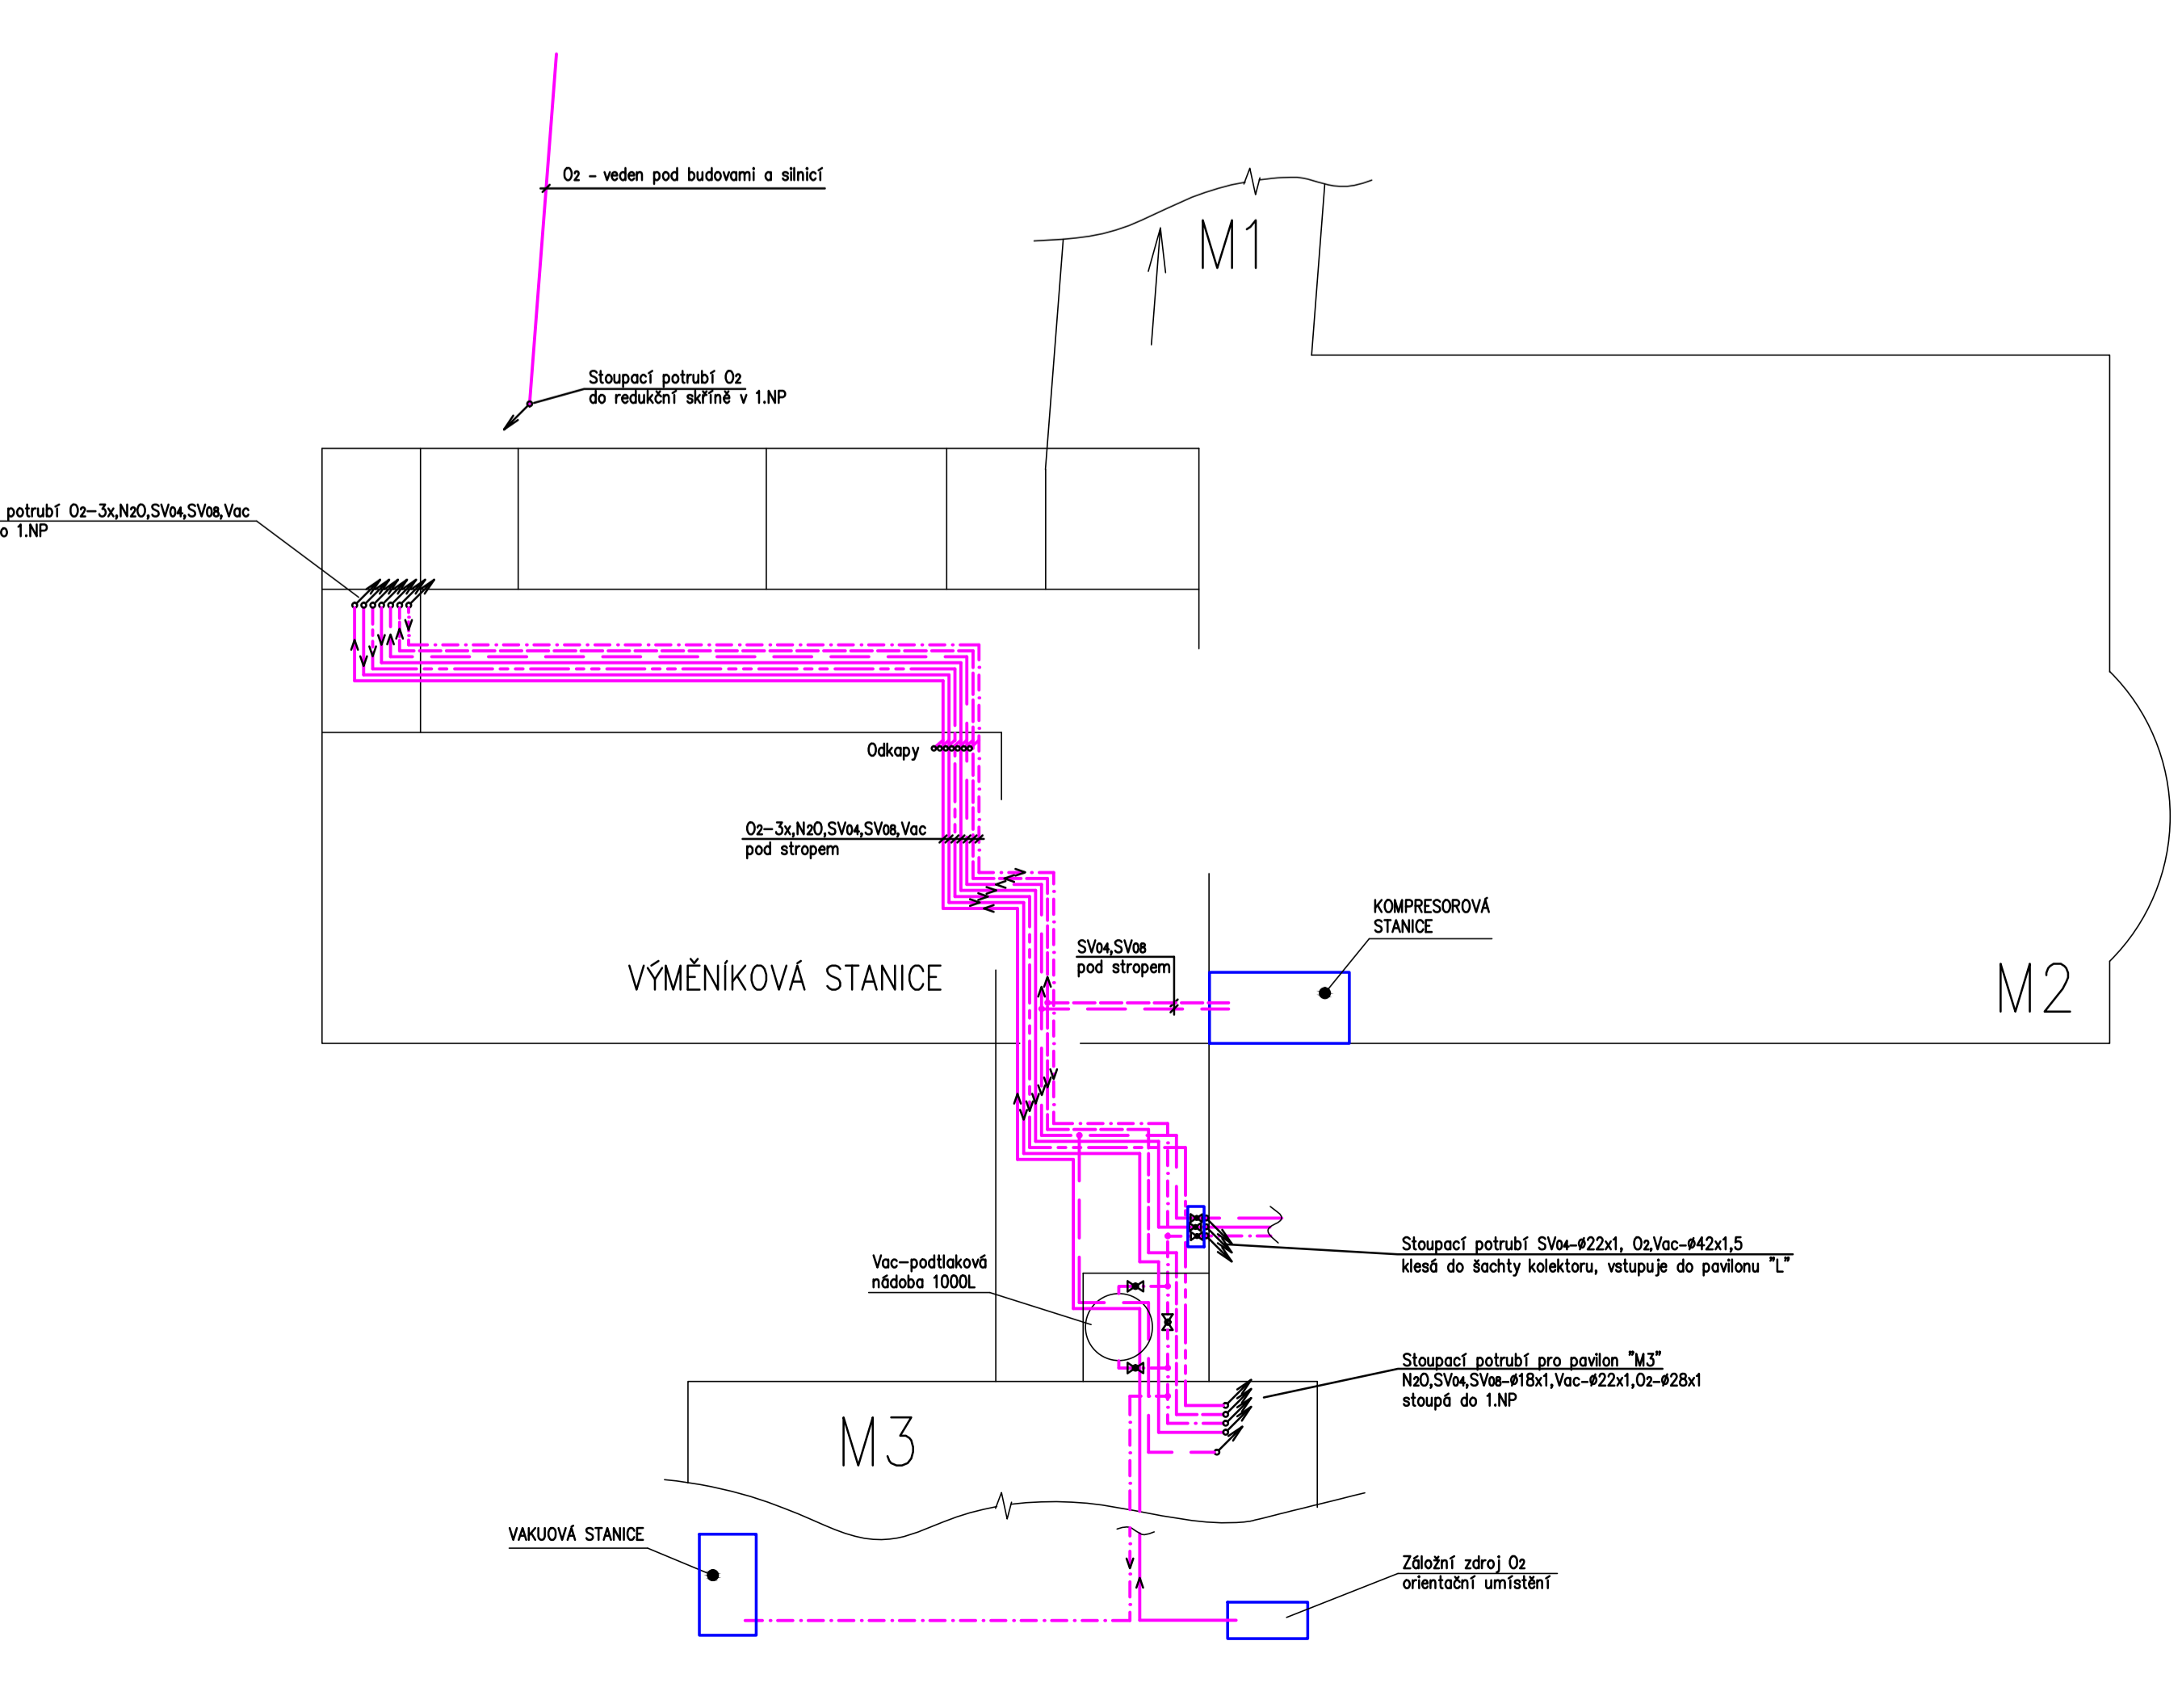 O2 - veden pod budovami a silnicí
M1
Stoupací potrubí O2
do redukční skříně v 1.NP
potrubí O2-3x,N2O,SV04,SV08,Vac
o 1.NP
Odkapy
O2-3x,N2O,SV04,SV08,Vac
pod stropem
KOMPRESOROVÁ
STANICE
SV04,SV08
pod stropem
VÝMĚNÍKOVÁ STANICE
M2
Stoupací potrubí SV04-ø22x1, O2,Vac-ø42x1,5
klesá do šachty kolektoru, vstupuje do pavilonu "L"
Vac-podtlaková
nádoba 1000L
Stoupací potrubí pro pavilon "M3"
N2O,SV04,SV08-ø18x1,Vac-ø22x1,O2-ø28x1
stoupá do 1.NP
M3
VAKUOVÁ STANICE
Záložní zdroj O2
orientační umístění